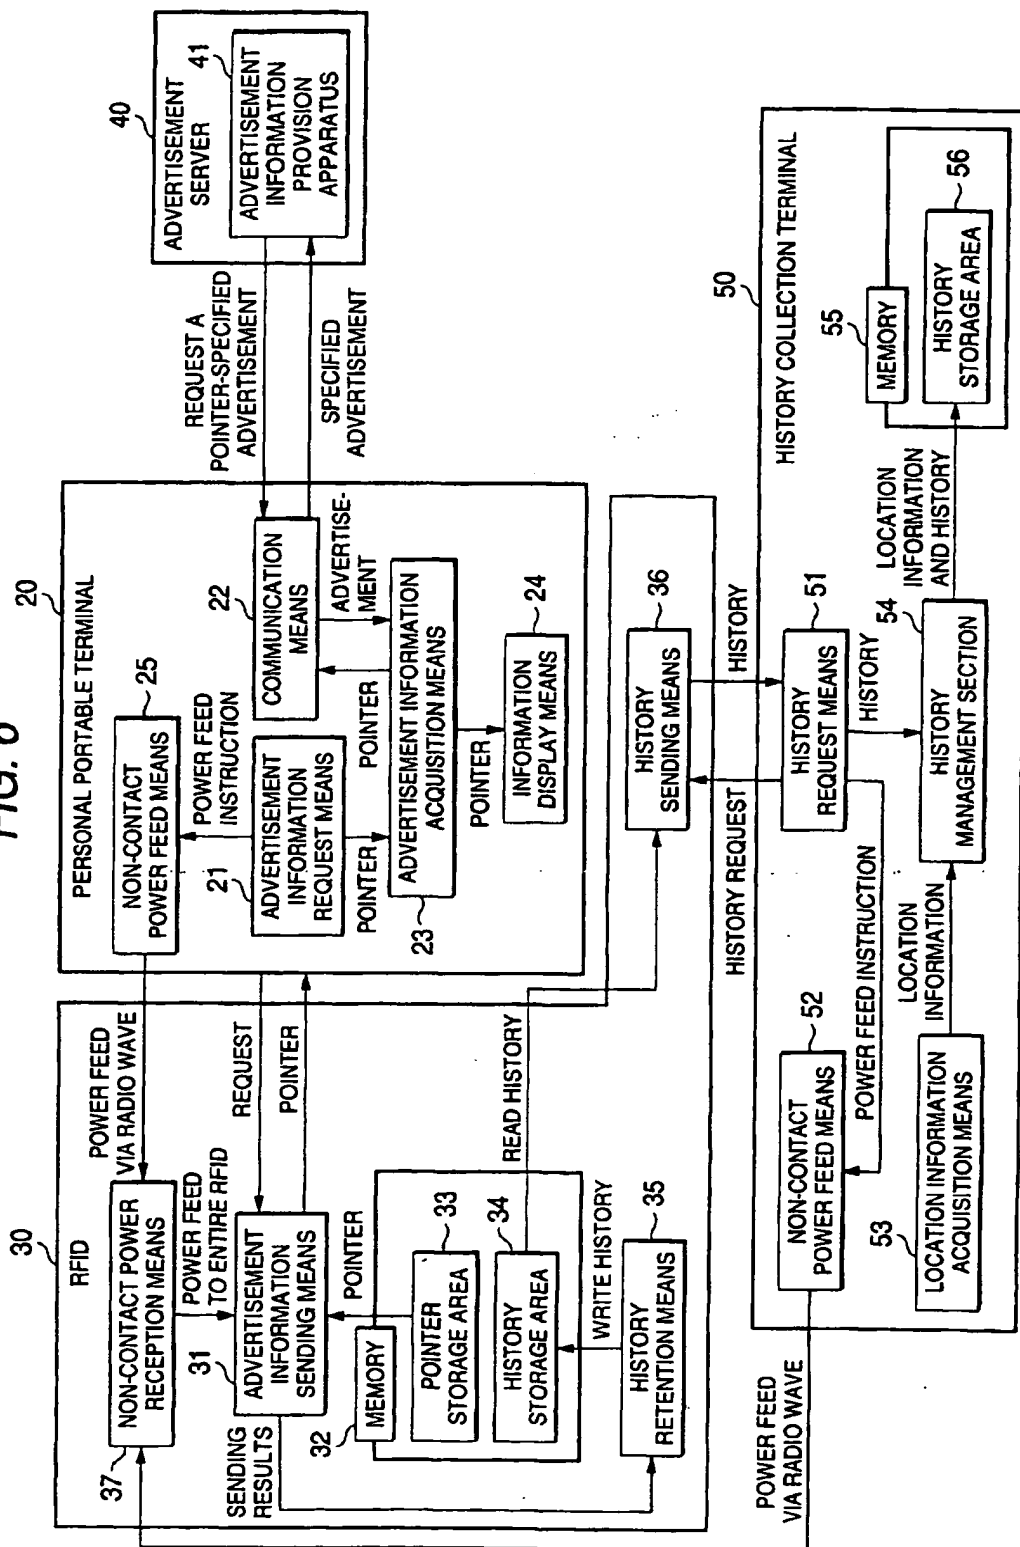 FIG. 6
30
RFID
37
NON-CONTACT POWER
RECEPTION MEANS
POWER FEED
VIA RADIO WAVE
POWER FEED
TO ENTIRE RFID
31
ADVERTISEMENT
INFORMATION
SENDING MEANS
REQUEST
POINTER
SENDING
RESULTS
POINTER
32
MEMORY
33
POINTER
STORAGE AREA
34
HISTORY
STORAGE AREA
READ HISTORY
WRITE HISTORY
35
HISTORY
RETENTION MEANS
36
HISTORY
SENDING MEANS
20
PERSONAL PORTABLE TERMINAL
25
NON-CONTACT
POWER FEED MEANS
POWER FEED
INSTRUCTION
21
ADVERTISEMENT
INFORMATION
REQUEST MEANS
22
COMMUNICATION
MEANS
POINTER
POINTER
ADVERTISE-
MENT
23
ADVERTISEMENT INFORMATION
ACQUISITION MEANS
POINTER
24
INFORMATION
DISPLAY MEANS
REQUEST A
POINTER-SPECIFIED
ADVERTISEMENT
SPECIFIED
ADVERTISEMENT
40
ADVERTISEMENT
SERVER
41
ADVERTISEMENT
INFORMATION
PROVISION
APPARATUS
HISTORY REQUEST
HISTORY
50
HISTORY COLLECTION TERMINAL
51
HISTORY
REQUEST MEANS
52
NON-CONTACT
POWER FEED MEANS
POWER FEED INSTRUCTION
HISTORY
53
LOCATION INFORMATION
ACQUISITION MEANS
LOCATION
INFORMATION
54
HISTORY
MANAGEMENT SECTION
LOCATION
INFORMATION
AND HISTORY
55
MEMORY
56
HISTORY
STORAGE AREA
POWER FEED
VIA RADIO WAVE